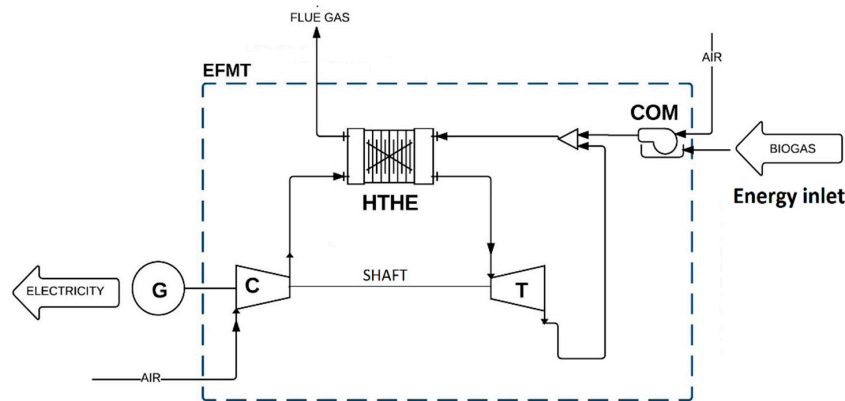 FLUE GAS
EFMT
AIR
COM
BIOGAS
HTHE
Energy inlet
SHAFT
ELECTRICITY
G
C
T
AIR